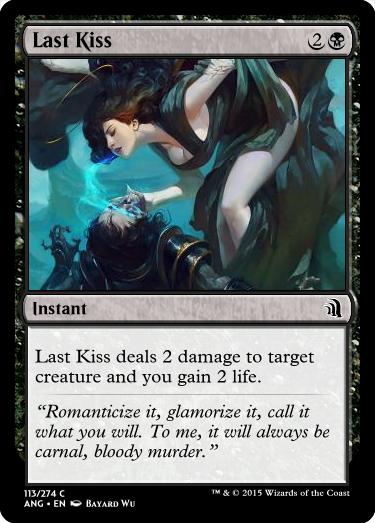 Last Kiss 2
Instant
Last Kiss deals 2 damage to target
creature and you gain 2 life.
“Romanticize it, glamorize it, call it
what you will. To me, it will always be
carnal, bloody murder.”
113/274 C
ANG • EN Bayard Wu
™ & © 2015 Wizards of the Coast